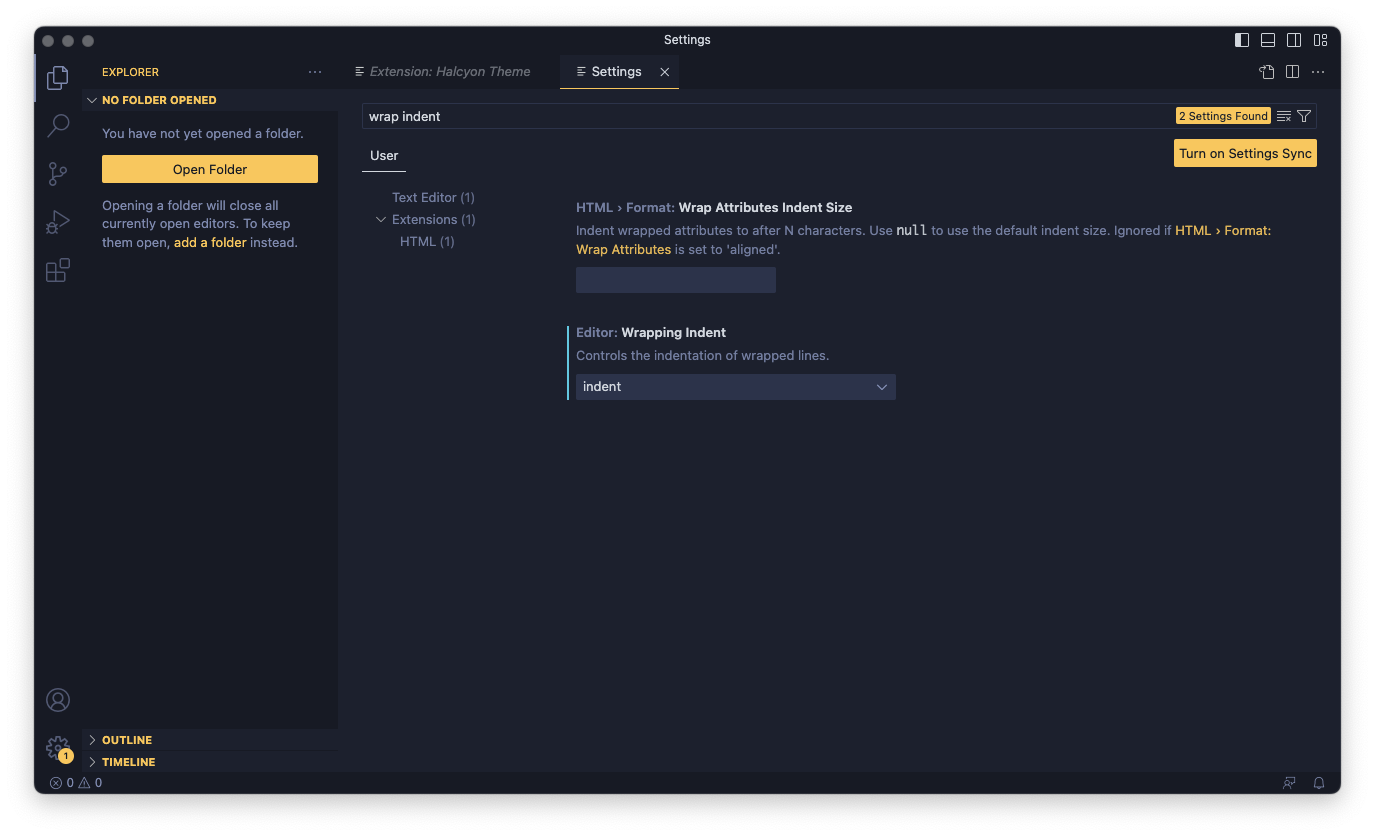 Settings
EXPLORER
Extension: Halcyon Theme
Settings
NO FOLDER OPENED
You have not yet opened a folder.
Open Folder
Opening a folder will close all
currently open editors. To keep
them open, add a folder instead.
wrap indent
2 Settings Found
User
Turn on Settings Sync
Text Editor (1)
Extensions (1)
HTML (1)
HTML › Format: Wrap Attributes Indent Size
Indent wrapped attributes to after N characters. Use null to use the default indent size. Ignored if HTML › Format:
Wrap Attributes is set to 'aligned'.
Editor: Wrapping Indent
Controls the indentation of wrapped lines.
indent
1
OUTLINE
TIMELINE
0 0